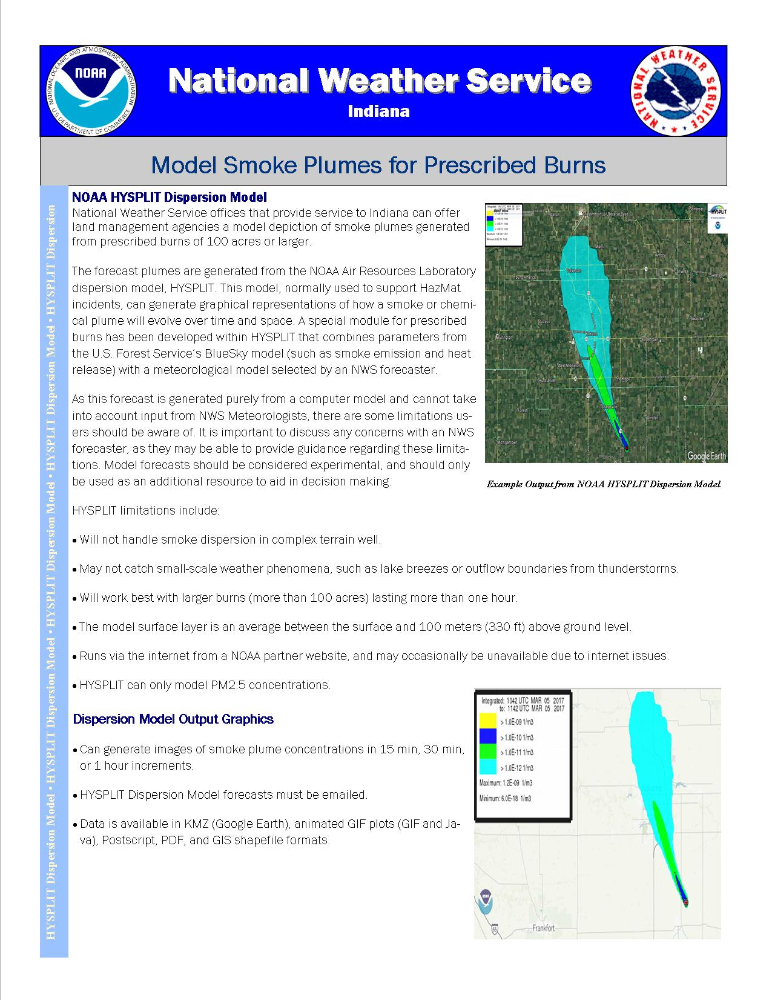 NATIONAL OCEANIC AND ATMOSPHERIC ADMINISTRATION
U.S. DEPARTMENT OF COMMERCE
NOAA
National Weather Service
Indiana
NATIONAL WEATHER SERVICE
Model Smoke Plumes for Prescribed Burns
HYSPLIT Dispersion Model • HYSPLIT Dispersion Model • HYSPLIT Dispersion Model • HYSPLIT Dispersion Model • HYSPLIT Dispersion Model • HYSPLIT Dispersion
NOAA HYSPLIT Dispersion Model
National Weather Service offices that provide service to Indiana can offer
land management agencies a model depiction of smoke plumes generated
from prescribed burns of 100 acres or larger.
The forecast plumes are generated from the NOAA Air Resources Laboratory
dispersion model, HYSPLIT. This model, normally used to support HazMat
incidents, can generate graphical representations of how a smoke or chemi-
cal plume will evolve over time and space. A special module for prescribed
burns has been developed within HYSPLIT that combines parameters from
the U.S. Forest Service's BlueSky model (such as smoke emission and heat
release) with a meteorological model selected by an NWS forecaster.
As this forecast is generated purely from a computer model and cannot take
into account input from NWS Meteorologists, there are some limitations us-
ers should be aware of. It is important to discuss any concerns with an NWS
forecaster, as they may be able to provide guidance regarding these limita-
tions. Model forecasts should be considered experimental, and should only
be used as an additional resource to aid in decision making.
HYSPLIT
Galveston
Miami
Russiaville
Windfall
Forest
Michigantown
Google Earth
Example Output from NOAA HYSPLIT Dispersion Model
HYSPLIT limitations include:
• Will not handle smoke dispersion in complex terrain well.
• May not catch small-scale weather phenomena, such as lake breezes or outflow boundaries from thunderstorms.
• Will work best with larger burns (more than 100 acres) lasting more than one hour.
• The model surface layer is an average between the surface and 100 meters (330 ft) above ground level.
• Runs via the internet from a NOAA partner website, and may occasionally be unavailable due to internet issues.
• HYSPLIT can only model PM2.5 concentrations.
Dispersion Model Output Graphics
• Can generate images of smoke plume concentrations in 15 min, 30 min,
or 1 hour increments.
• HYSPLIT Dispersion Model forecasts must be emailed.
• Data is available in KMZ (Google Earth), animated GIF plots (GIF and Ja-
va), Postscript, PDF, and GIS shapefile formats.
Integrated: 1042 UTC MAR 05 2017
to: 1142 UTC MAR 05 2017
> 1.0E-09 1/m3
> 1.0E-10 1/m3
> 1.0E-11 1/m3
> 1.0E-12 1/m3
Maximum: 1.2E-09 1/m3
Minimum: 6.0E-18 1/m3
Kokomo
65
Frankfort